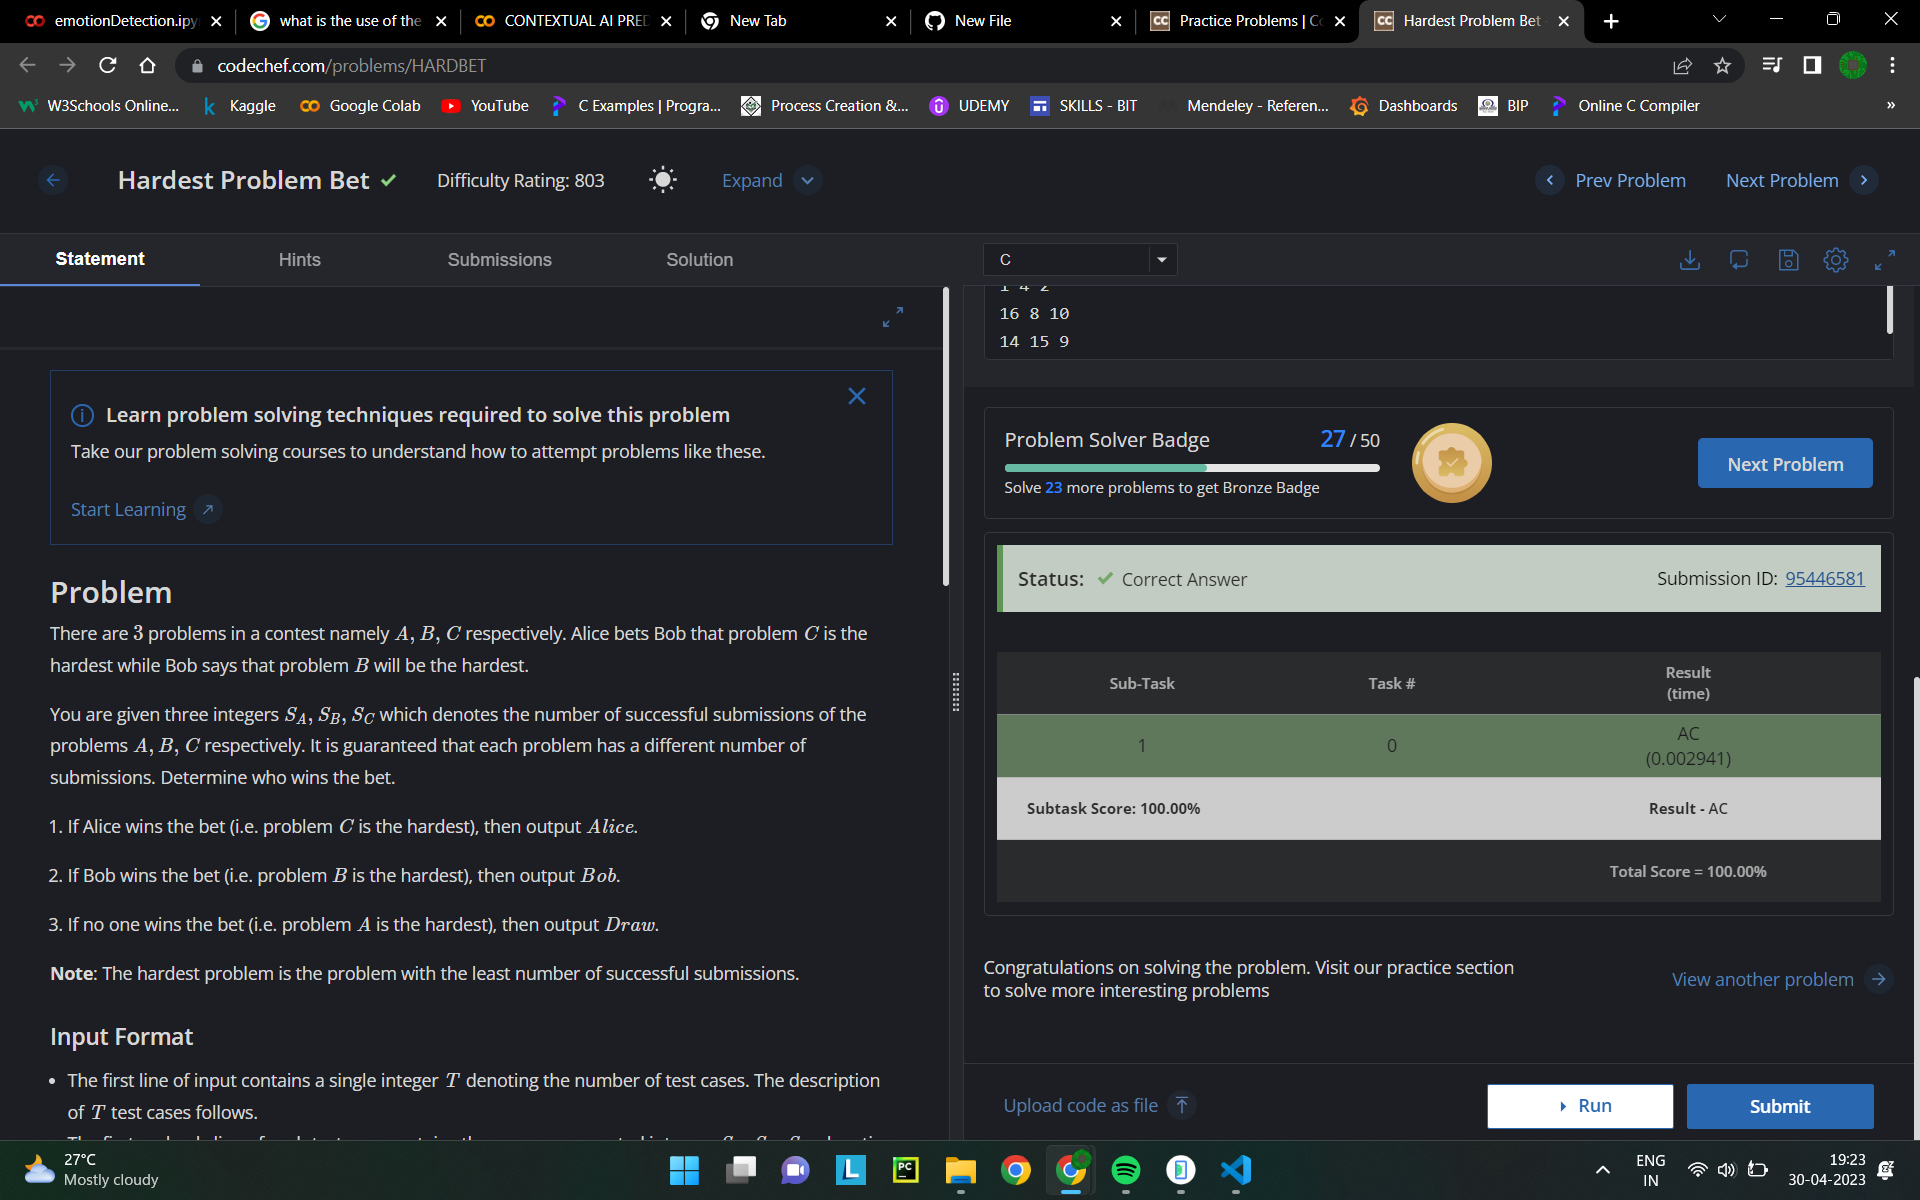 emotionDetection.ipy
what is the use of the
CONTEXTUAL AI PRED
New Tab
New File
Practice Problems | Co
Hardest Problem Bet
codechef.com/problems/HARDBET
W3Schools Online...
Kaggle
Google Colab
YouTube
C Examples | Progra...
Process Creation &...
UDEMY
SKILLS - BIT
Mendeley - Referen...
Dashboards
BIP
Online C Compiler
»
Hardest Problem Bet
Difficulty Rating: 803
Expand
Prev Problem
Next Problem
Statement
Hints
Submissions
Solution
Learn problem solving techniques required to solve this problem
Take our problem solving courses to understand how to attempt problems like these.
Start Learning
Problem
There are 3 problems in a contest namely A, B, C respectively. Alice bets Bob that problem C is the
hardest while Bob says that problem B will be the hardest.
You are given three integers S_A, S_B, S_C which denotes the number of successful submissions of the
problems A, B, C respectively. It is guaranteed that each problem has a different number of
submissions. Determine who wins the bet.
1. If Alice wins the bet (i.e. problem C is the hardest), then output Alice.
2. If Bob wins the bet (i.e. problem B is the hardest), then output Bob.
3. If no one wins the bet (i.e. problem A is the hardest), then output Draw.
Note: The hardest problem is the problem with the least number of successful submissions.
Input Format
• The first line of input contains a single integer T denoting the number of test cases. The description
of T test cases follows.
C
1 4 2
16 8 10
14 15 9
Problem Solver Badge
27 / 50
Solve 23 more problems to get Bronze Badge
Next Problem
Status: Correct Answer
Submission ID: 95446581
Sub-Task
Task #
Result
(time)
1
0
AC
(0.002941)
Subtask Score: 100.00%
Result - AC
Total Score = 100.00%
Congratulations on solving the problem. Visit our practice section
to solve more interesting problems
View another problem
Upload code as file
Run
Submit
27°C
Mostly cloudy
ENG
IN
19:23
30-04-2023